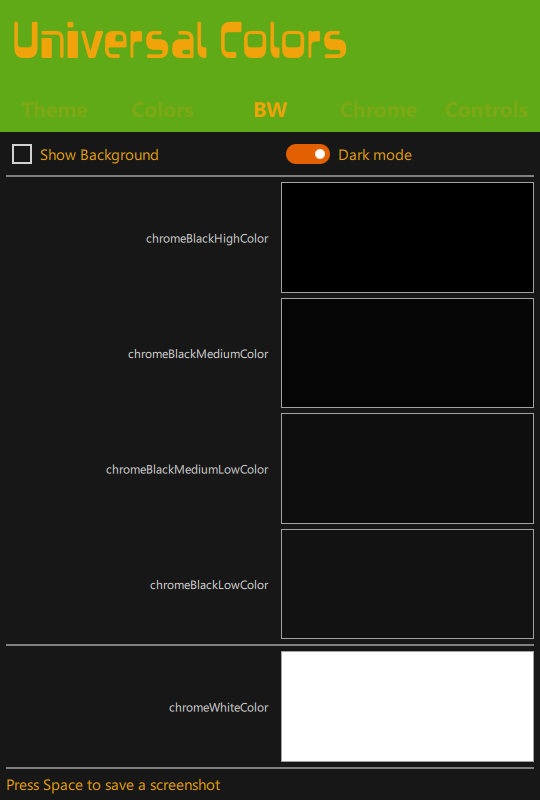 Universal Colors
Theme Colors BW Chrome Controls
Show Background Dark mode
chromeBlackHighColor
chromeBlackMediumColor
chromeBlackMediumLowColor
chromeBlackLowColor
chromeWhiteColor
Press Space to save a screenshot